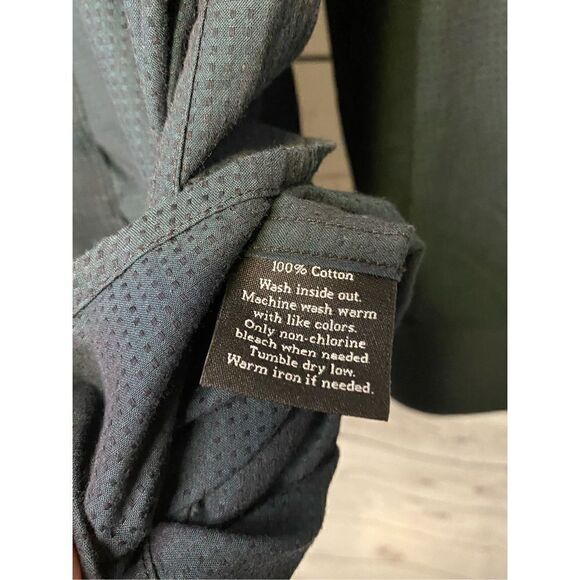 100% Cotton
Wash inside out.
Machine wash warm
with like colors.
Only non-chlorine
bleach when needed.
Tumble dry low.
Warm iron if needed.